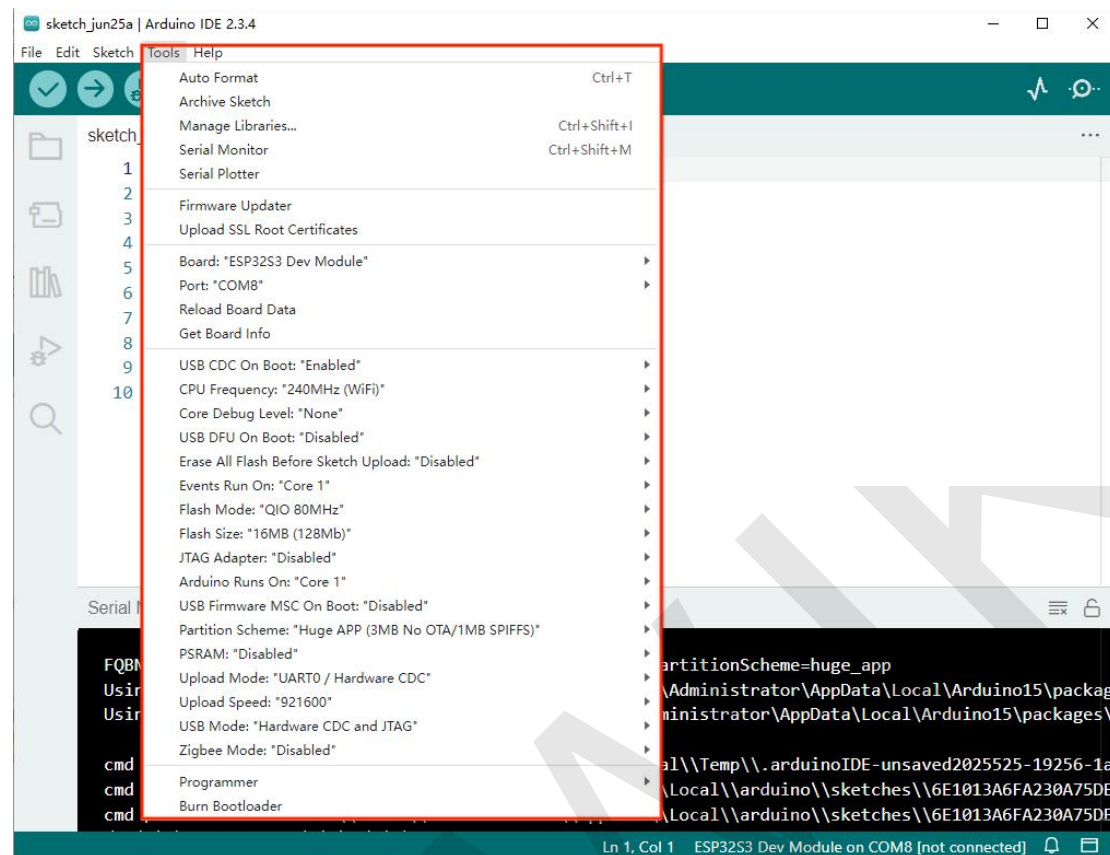 sketch_jun25a | Arduino IDE 2.3.4
File Edit Sketch Tools Help
Auto Format Ctrl+T
Archive Sketch
Manage Libraries... Ctrl+Shift+I
Serial Monitor Ctrl+Shift+M
Serial Plotter
Firmware Updater
Upload SSL Root Certificates
Board: "ESP32S3 Dev Module"
Port: "COM8"
Reload Board Data
Get Board Info
USB CDC On Boot: "Enabled"
CPU Frequency: "240MHz (WiFi)"
Core Debug Level: "None"
USB DFU On Boot: "Disabled"
Erase All Flash Before Sketch Upload: "Disabled"
Events Run On: "Core 1"
Flash Mode: "QIO 80MHz"
Flash Size: "16MB (128Mb)"
JTAG Adapter: "Disabled"
Arduino Runs On: "Core 1"
USB Firmware MSC On Boot: "Disabled"
Partition Scheme: "Huge APP (3MB No OTA/1MB SPIFFS)"
PSRAM: "Disabled"
Upload Mode: "UART0 / Hardware CDC"
Upload Speed: "921600"
USB Mode: "Hardware CDC and JTAG"
Zigbee Mode: "Disabled"
Programmer
Burn Bootloader
sketch_
1
2
3
4
5
6
7
8
9
10
Serial
FQBN artitionScheme=huge_app
Usin \Administrator\AppData\Local\Arduino15\packag
Usin ministrator\AppData\Local\Arduino15\packages\
cmd al\\Temp\\.arduinoIDE-unsaved2025525-19256-1a
cmd \Local\\arduino\\sketches\\6E1013A6FA230A75DE
cmd \Local\\arduino\\sketches\\6E1013A6FA230A75DE
Ln 1, Col 1 ESP32S3 Dev Module on COM8 [not connected]